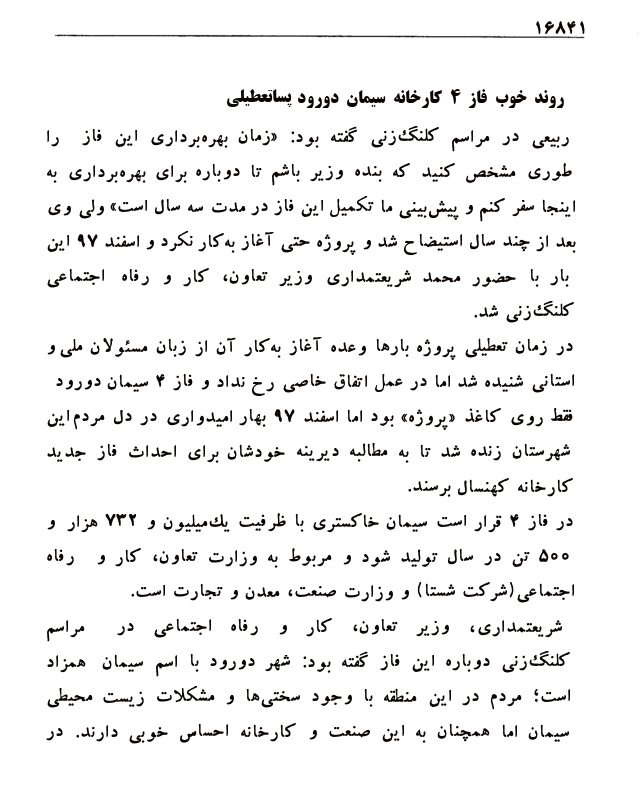 ۱۶۸۴۱
روند خوب فاز ۴ کارخانه سیمان دورود پساتعطیلی
ربیعی در مراسم کلنگ‌زنی گفته بود: «زمان بهره‌برداری این فاز را
طوری مشخص کنید که بنده وزیر باشم تا دوباره برای بهره‌برداری به
اینجا سفر کنم و پیش‌بینی ما تکمیل این فاز در مدت سه سال است» ولی وی
بعد از چند سال استیضاح شد و پروژه حتی آغاز به‌کار نکرد و اسفند ۹۷ این
بار با حضور محمد شریعتمداری وزیر تعاون، کار و رفاه اجتماعی
کلنگ‌زنی شد.
در زمان تعطیلی پروژه بارها وعده آغاز به‌کار آن از زبان مسئولان ملی و
استانی شنیده شد اما در عمل اتفاق خاصی رخ نداد و فاز ۴ سیمان دورود
فقط روی کاغذ «پروژه» بود اما اسفند ۹۷ بهار امیدواری در دل مردم این
شهرستان زنده شد تا به مطالبه دیرینه خودشان برای احداث فاز جدید
کارخانه کهنسال برسند.
در فاز ۴ قرار است سیمان خاکستری با ظرفیت یك‌میلیون و ۷۳۲ هزار و
۵۰۰ تن در سال تولید شود و مربوط به وزارت تعاون، کار و رفاه
اجتماعی(شرکت شستا) و وزارت صنعت، معدن و تجارت است.
شریعتمداری، وزیر تعاون، کار و رفاه اجتماعی در مراسم
کلنگ‌زنی دوباره این فاز گفته بود: شهر دورود با اسم سیمان همزاد
است؛ مردم در این منطقه با وجود سختی‌ها و مشکلات زیست محیطی
سیمان اما همچنان به این صنعت و کارخانه احساس خوبی دارند. در